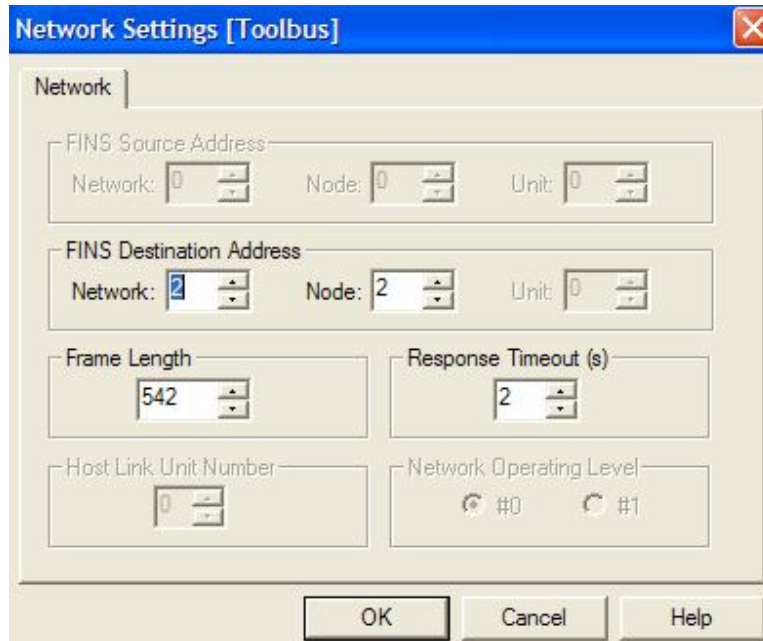 Network Settings [Toolbus]
Network
FINS Source Address
Network: 0 Node: 0 Unit: 0
FINS Destination Address
Network: 2 Node: 2 Unit: 0
Frame Length Response Timeout (s)
542 2
Host Link Unit Number Network Operating Level
0 #0 #1
OK Cancel Help